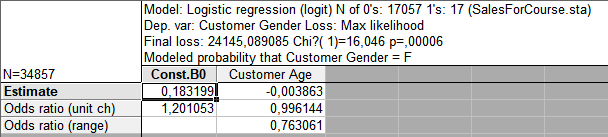 Model: Logistic regression (logit) N of 0's: 17057 1's: 17 (SalesForCourse.sta)
Dep. var: Customer Gender Loss: Max likelihood
Final loss: 24145,089085 Chi?( 1)=16,046 p=,00006
Modeled probability that Customer Gender = F
N=34857 Const.B0 Customer Age
Estimate 0,183199 -0,003863
Odds ratio (unit ch) 1,201053 0,996144
Odds ratio (range) 0,763061